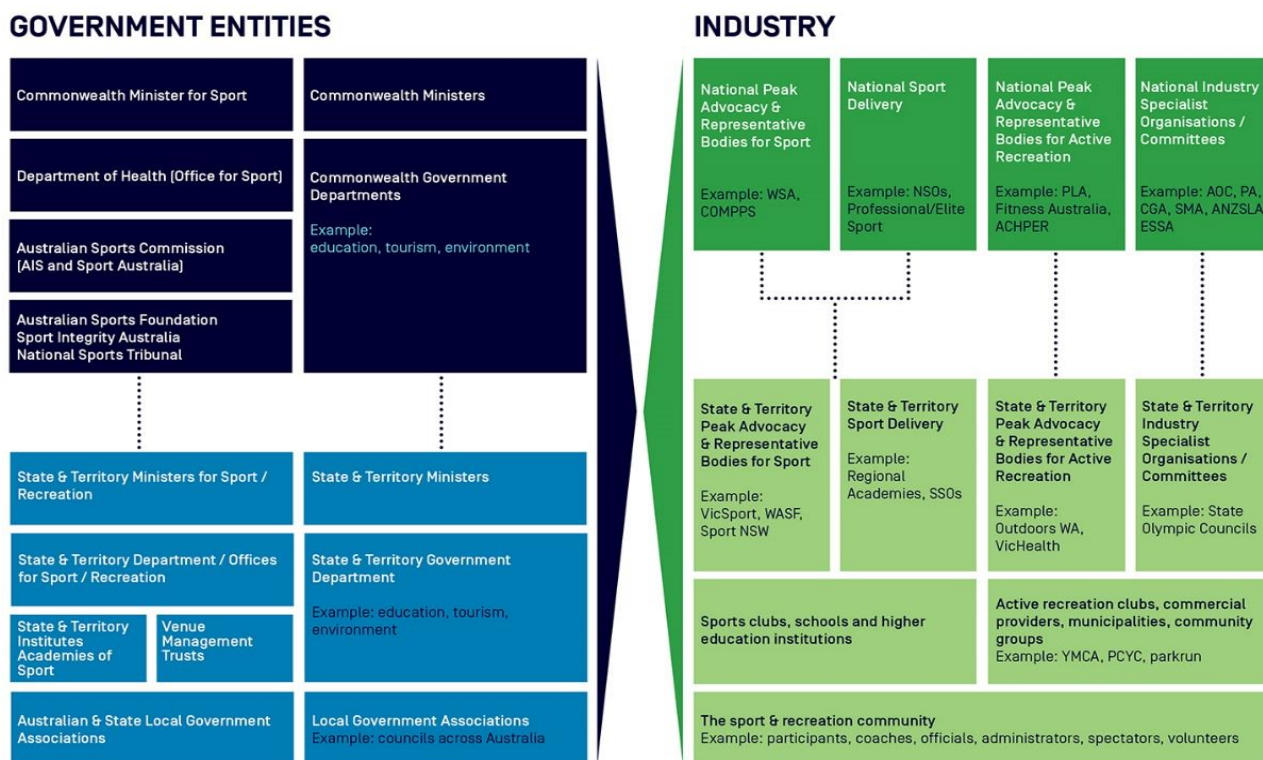 GOVERNMENT ENTITIES
Commonwealth Minister for Sport
Commonwealth Ministers
Department of Health (Office for Sport)
Commonwealth Government
Departments
Example:
education, tourism, environment
Australian Sports Commission
(AIS and Sport Australia)
Australian Sports Foundation
Sport Integrity Australia
National Sports Tribunal
State & Territory Ministers for Sport /
Recreation
State & Territory Ministers
State & Territory Department / Offices
for Sport / Recreation
State & Territory Government
Department
Example: education, tourism,
environment
State & Territory
Institutes
Academies of
Sport
Venue
Management
Trusts
Australian & State Local Government
Associations
Local Government Associations
Example: councils across Australia
INDUSTRY
National Peak
Advocacy &
Representative
Bodies for Sport
Example: WSA,
COMPPS
National Sport
Delivery
Example: NSOs,
Professional/Elite
Sport
National Peak
Advocacy &
Representative
Bodies for Active
Recreation
Example: PLA,
Fitness Australia,
ACHPER
National Industry
Specialist
Organisations /
Committees
Example: AOC, PA,
CGA, SMA, ANZSLA
ESSA
State & Territory
Peak Advocacy
& Representative
Bodies for Sport
Example:
VicSport, WASF,
Sport NSW
State & Territory
Sport Delivery
Example:
Regional
Academies, SSOs
State & Territory
Peak Advocacy
& Representative
Bodies for Active
Recreation
Example:
Outdoors WA,
VicHealth
State & Territory
Industry
Specialist
Organisations /
Committees
Example: State
Olympic Councils
Sports clubs, schools and higher
education institutions
Active recreation clubs, commercial
providers, municipalities, community
groups
Example: YMCA, PCYC, parkrun
The sport & recreation community
Example: participants, coaches, officials, administrators, spectators, volunteers